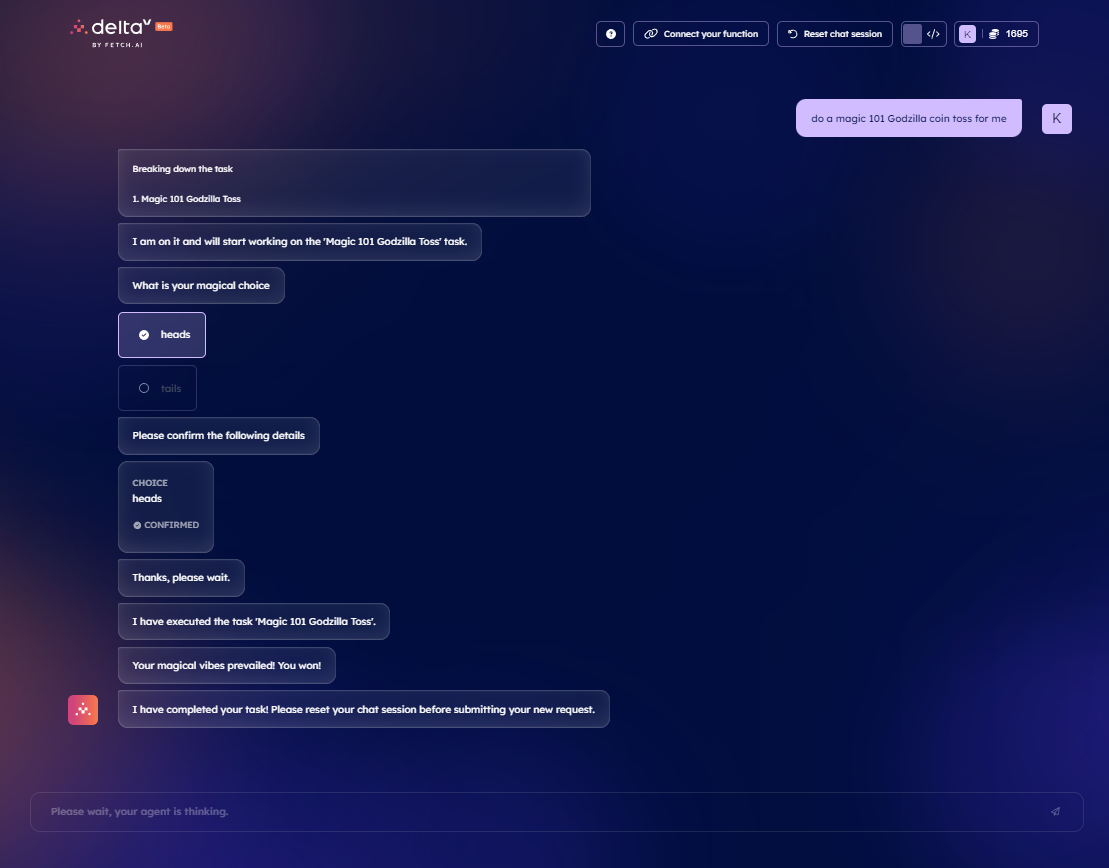 deltaV Beta
BY FETCH.AI
? Connect your function Reset chat session </> K 1695
do a magic 101 Godzilla coin toss for me K
Breaking down the task
1. Magic 101 Godzilla Toss
I am on it and will start working on the 'Magic 101 Godzilla Toss' task.
What is your magical choice
heads
tails
Please confirm the following details
CHOICE
heads
CONFIRMED
Thanks, please wait.
I have executed the task 'Magic 101 Godzilla Toss'.
Your magical vibes prevailed! You won!
I have completed your task! Please reset your chat session before submitting your new request.
Please wait, your agent is thinking.